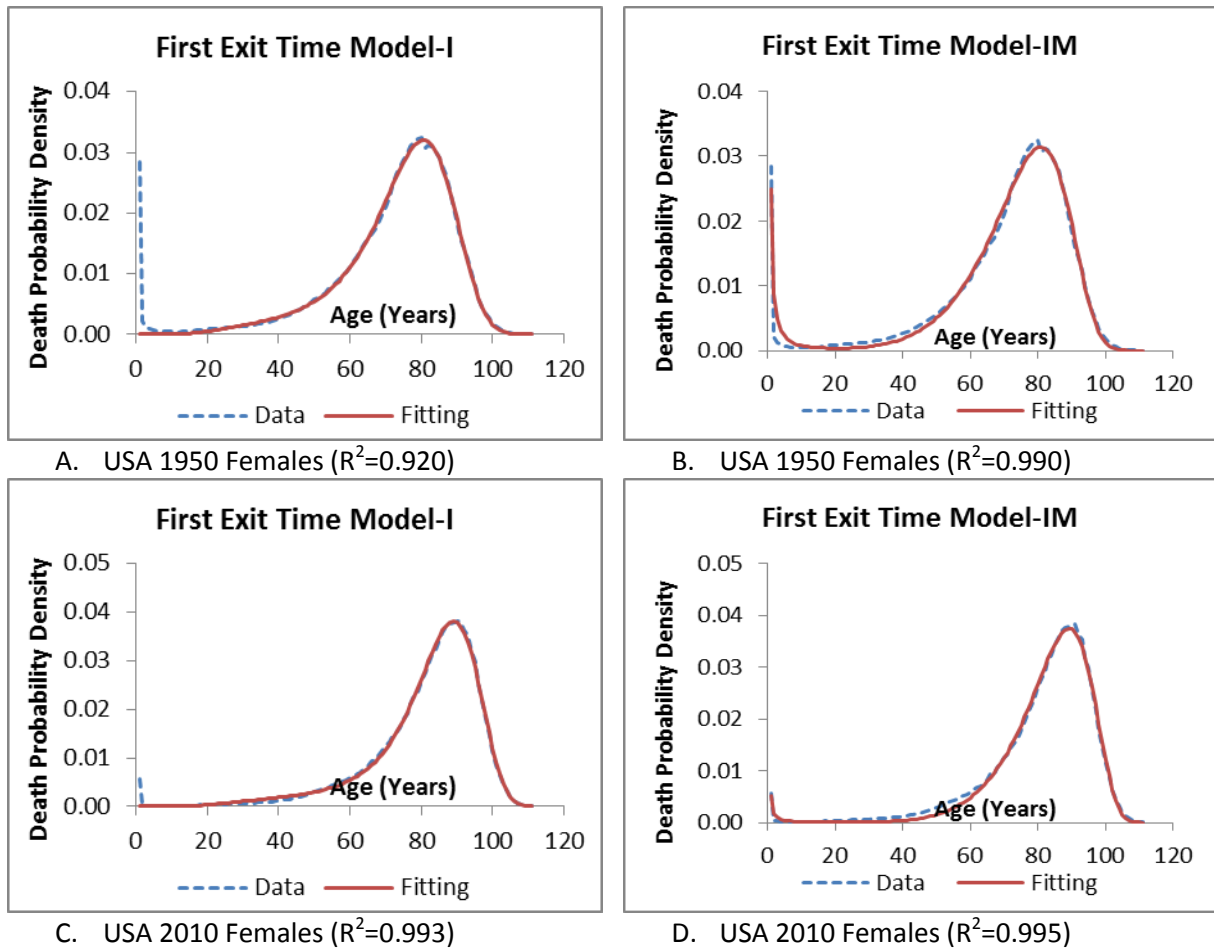 First Exit Time Model-I
Death Probability Density
0.04
0.03
0.02
0.01
0.00
Age (Years)
0 20 40 60 80 100 120
Data Fitting
A. USA 1950 Females (R²=0.920)
First Exit Time Model-IM
Death Probability Density
0.04
0.03
0.02
0.01
0.00
Age (Years)
0 20 40 60 80 100 120
Data Fitting
B. USA 1950 Females (R²=0.990)
First Exit Time Model-I
Death Probability Density
0.05
0.04
0.03
0.02
0.01
0.00
Age (Years)
0 20 40 60 80 100 120
Data Fitting
C. USA 2010 Females (R²=0.993)
First Exit Time Model-IM
Death Probability Density
0.05
0.04
0.03
0.02
0.01
0.00
Age (Years)
0 20 40 60 80 100 120
Data Fitting
D. USA 2010 Females (R²=0.995)